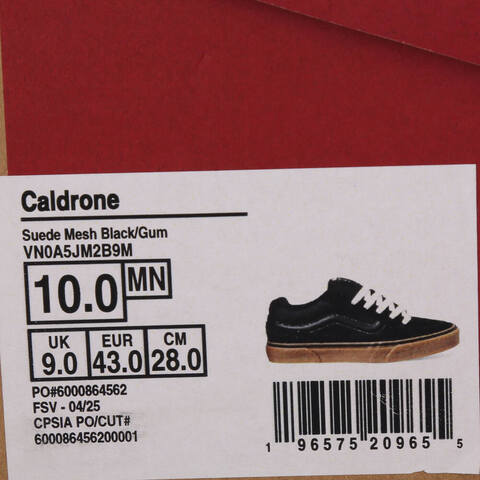 Caldrone
Suede Mesh Black/Gum
VN0A5JM2B9M
10.0 MN
UK EUR CM
9.0 43.0 28.0
PO#6000864562
FSV - 04/25
CPSIA PO/CUT#
600086456200001
1 96575 20965 5